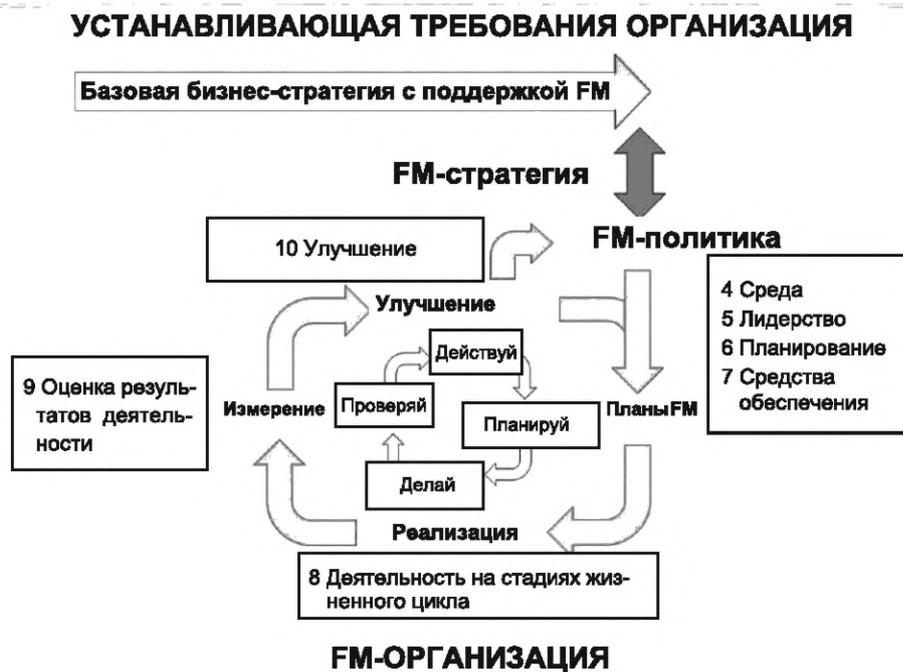 УСТАНАВЛИВАЮЩАЯ ТРЕБОВАНИЯ ОРГАНИЗАЦИЯ
Базовая бизнес-стратегия с поддержкой FM
FM-стратегия
10 Улучшение
FM-политика
Улучшение
4 Среда
5 Лидерство
6 Планирование
7 Средства
обеспечения
Действуй
9 Оценка резуль-
татов деятель-
ности
Измерение
Проверяй
Планируй
Планы FM
Делай
Реализация
8 Деятельность на стадиях жиз-
ненного цикла
FM-ОРГАНИЗАЦИЯ